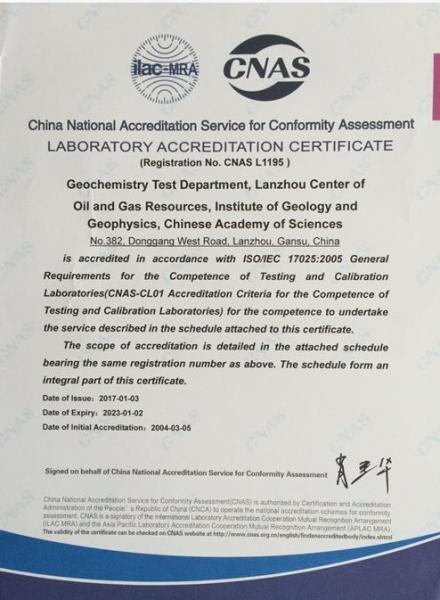 ilac-MRA
CNAS
China National Accreditation Service for Conformity Assessment
LABORATORY ACCREDITATION CERTIFICATE
(Registration No. CNAS L1195 )
Geochemistry Test Department, Lanzhou Center of
Oil and Gas Resources, Institute of Geology and
Geophysics, Chinese Academy of Sciences
No.382, Donggang West Road, Lanzhou, Gansu, China
is accredited in accordance with ISO/IEC 17025:2005 General
Requirements for the Competence of Testing and Calibration
Laboratories(CNAS-CL01 Accreditation Criteria for the Competence of
Testing and Calibration Laboratories) for the competence to undertake
the service described in the schedule attached to this certificate.
The scope of accreditation is detailed in the attached schedule
bearing the same registration number as above. The schedule form an
integral part of this certificate.
Date of Issue: 2017-01-03
Date of Expiry: 2023-01-02
Date of Initial Accreditation: 2004-03-05
Signed on behalf of China National Accreditation Service for Conformity Assessment
China National Accreditation Service for Conformity Assessment(CNAS) is authorized by Certification and Accreditation
Administration of the People's Republic of China (CNCA) to operate the national accreditation schemes for conformity
assessment. CNAS is a signatory of the International Laboratory Accreditation Cooperation Mutual Recognition Arrangement
(ILAC MRA) and the Asia Pacific Laboratory Accreditation Cooperation Mutual Recognition Arrangement (APLAC MRA).
The validity of the certificate can be checked on CNAS website at http://www.cnas.org.cn/english/findanaccreditedbody/index.shtml